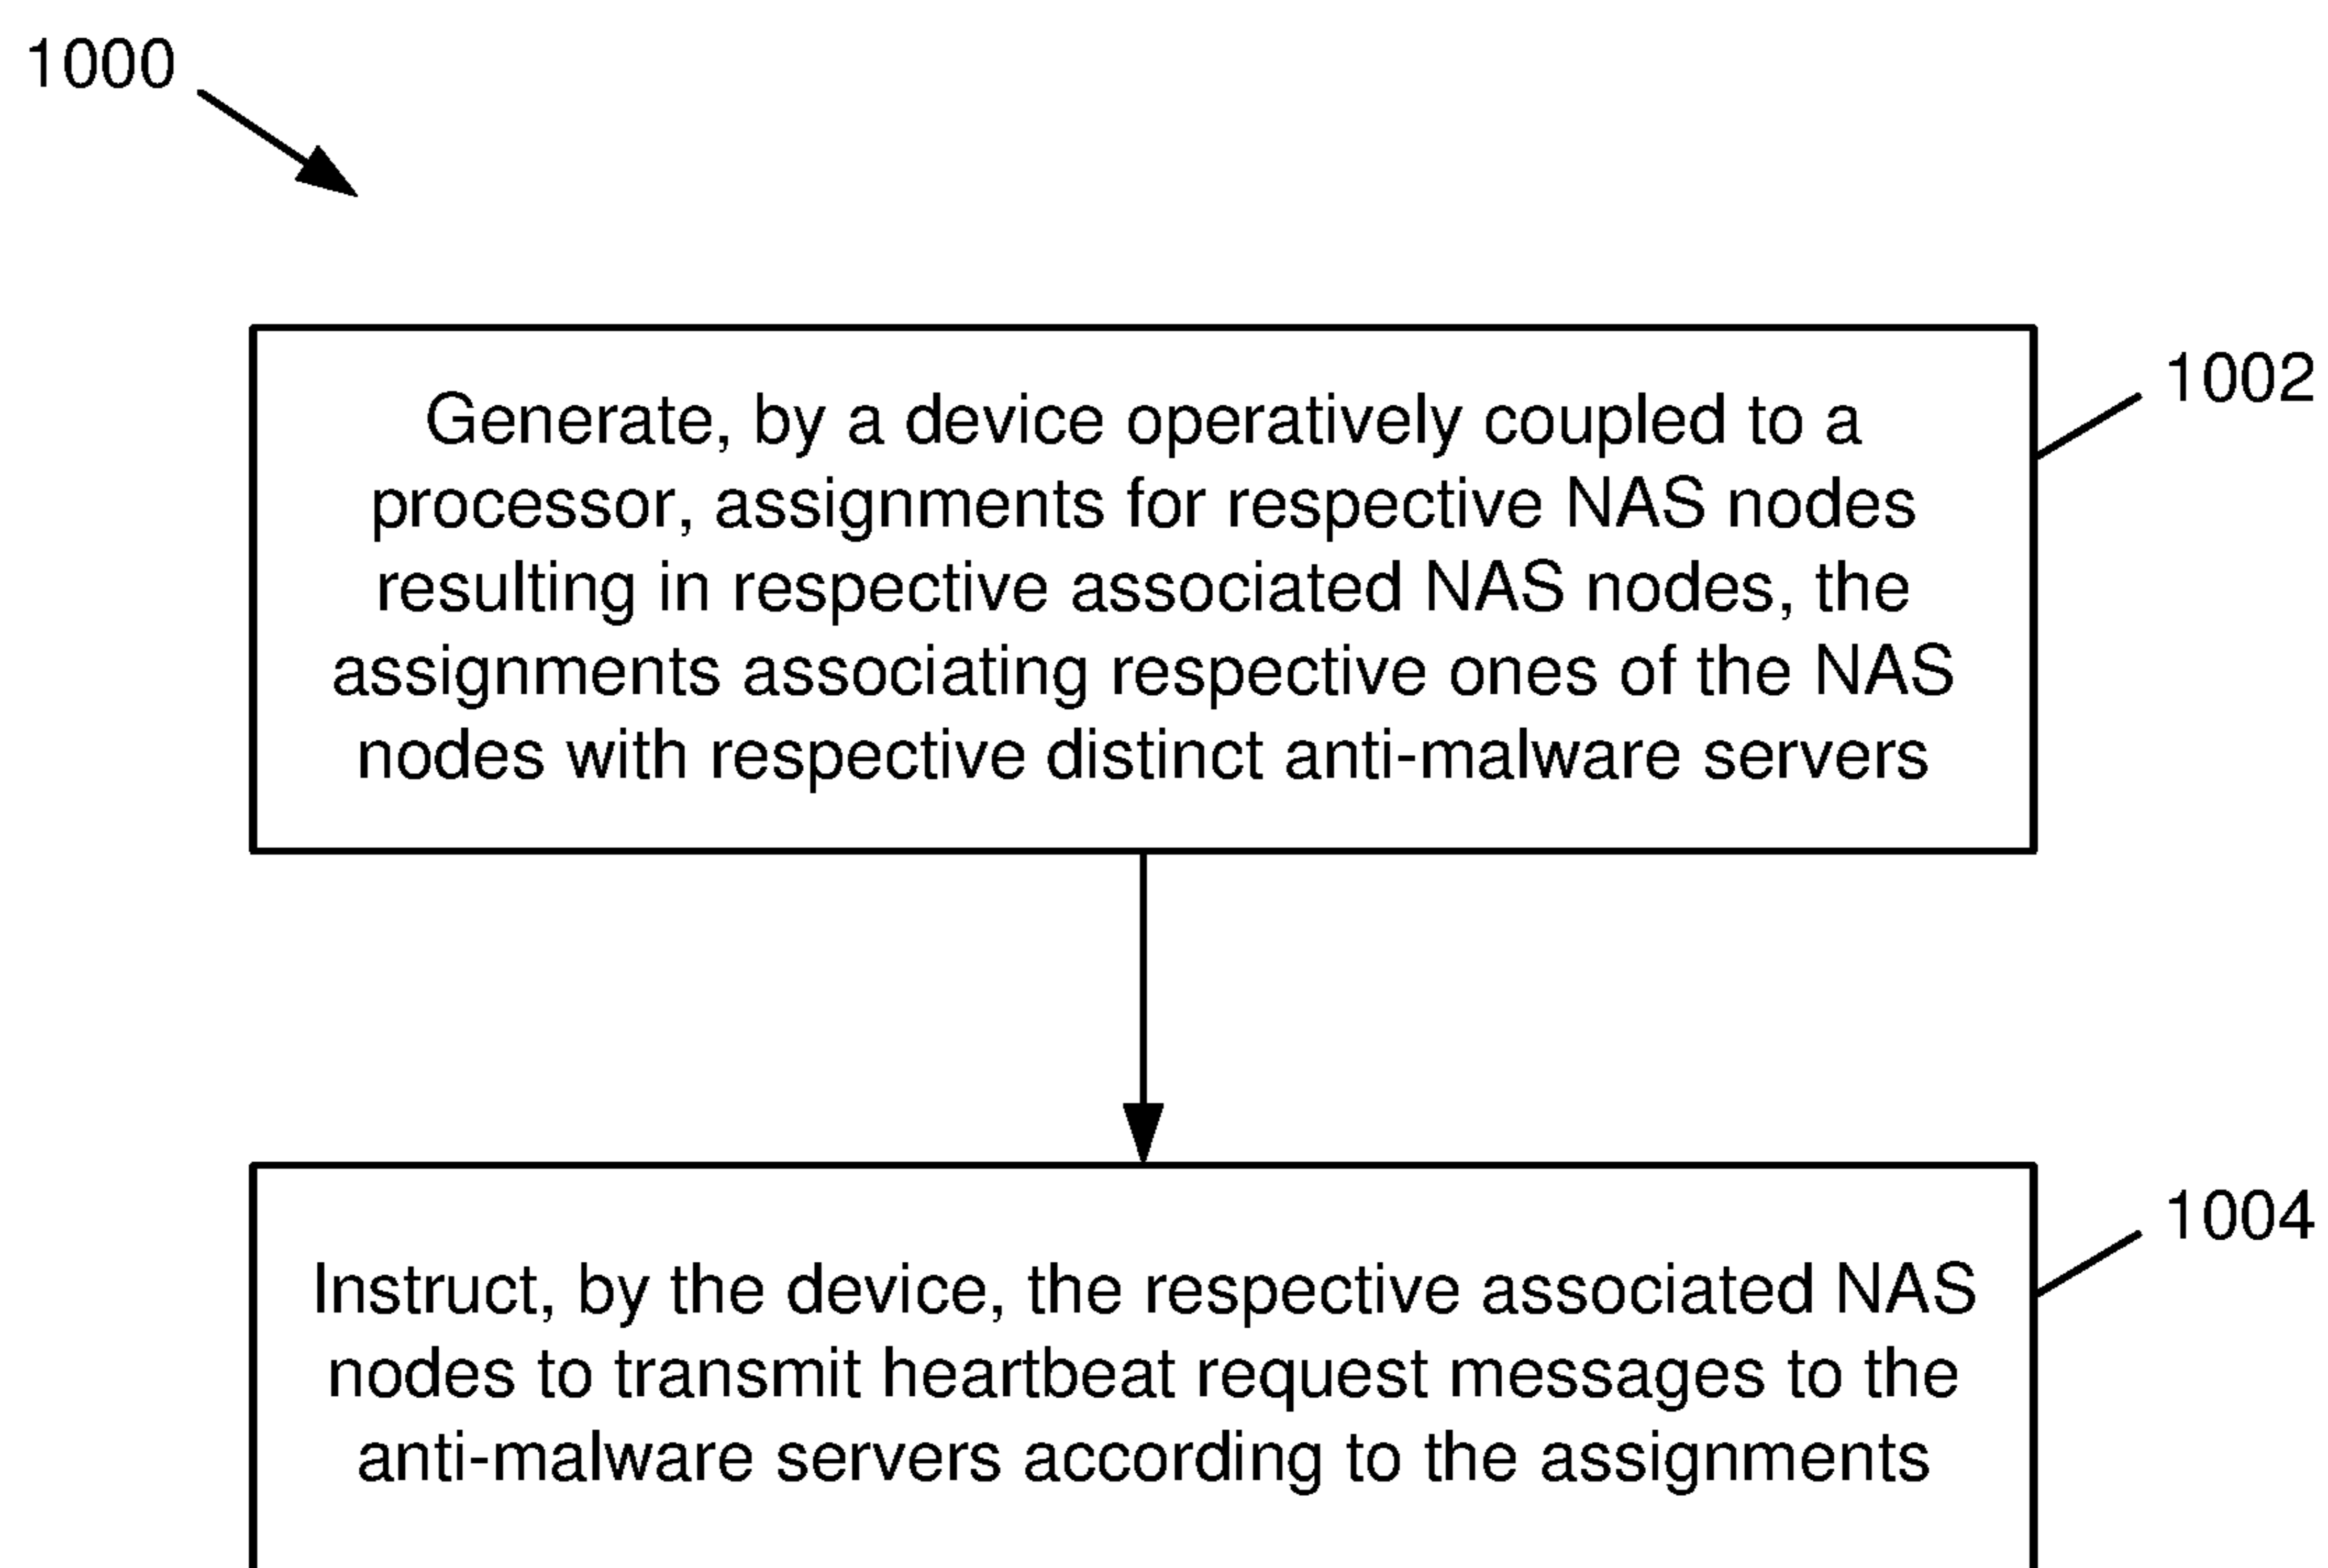 1000
1002
Generate, by a device operatively coupled to a
processor, assignments for respective NAS nodes
resulting in respective associated NAS nodes, the
assignments associating respective ones of the NAS
nodes with respective distinct anti-malware servers
1004
Instruct, by the device, the respective associated NAS
nodes to transmit heartbeat request messages to the
anti-malware servers according to the assignments